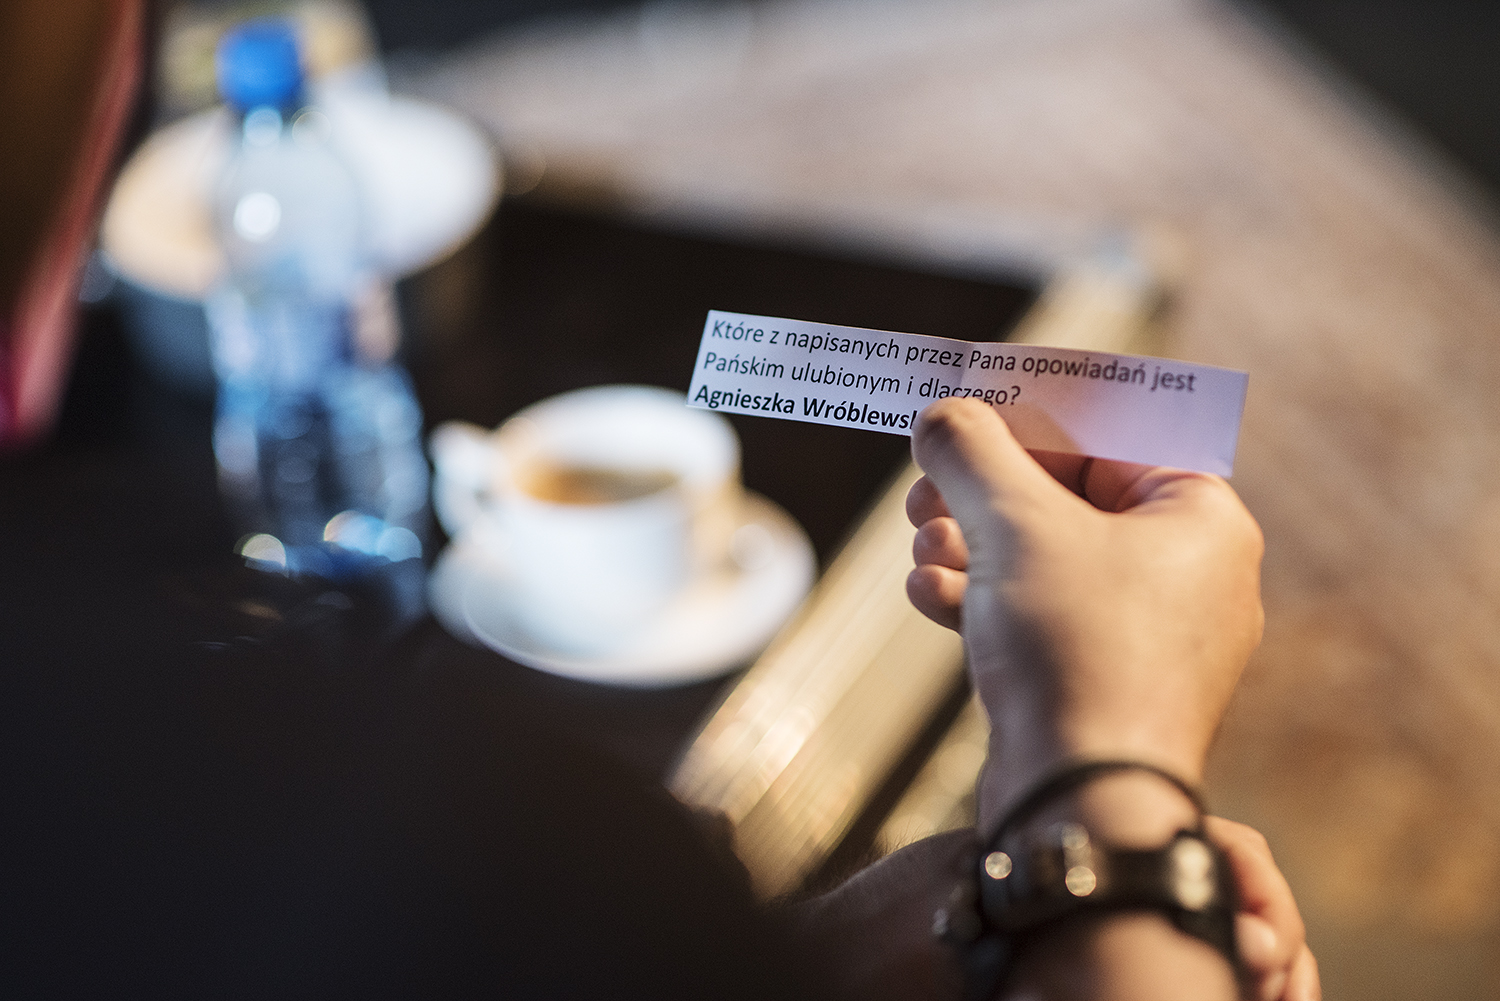 Które z napisanych przez Pana opowiadań jest
Pańskim ulubionym i dlaczego?
Agnieszka